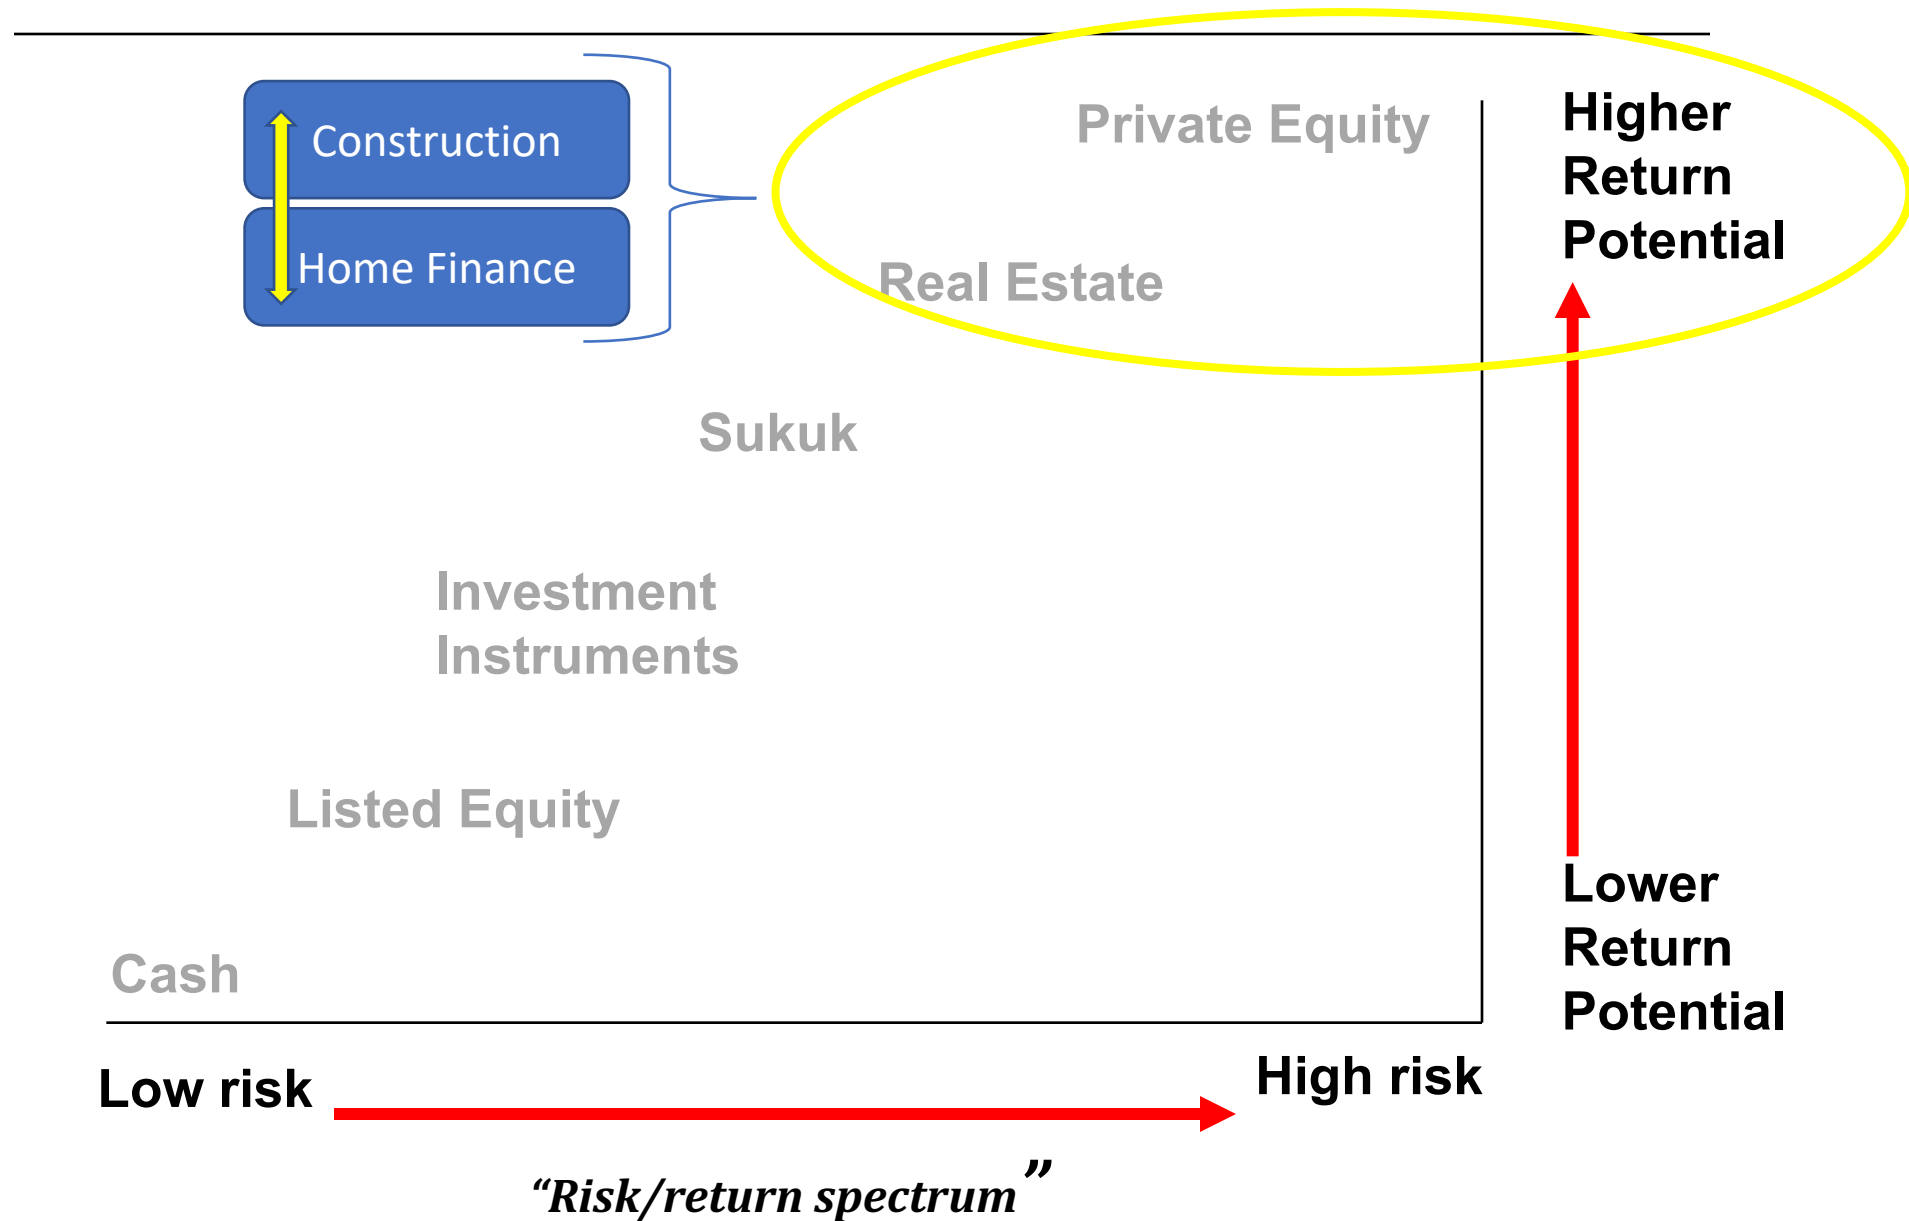 Construction
Home Finance
Private Equity
Real Estate
Higher
Return
Potential
Sukuk
Investment
Instruments
Listed Equity
Cash
Lower
Return
Potential
Low risk
High risk
“Risk/return spectrum”